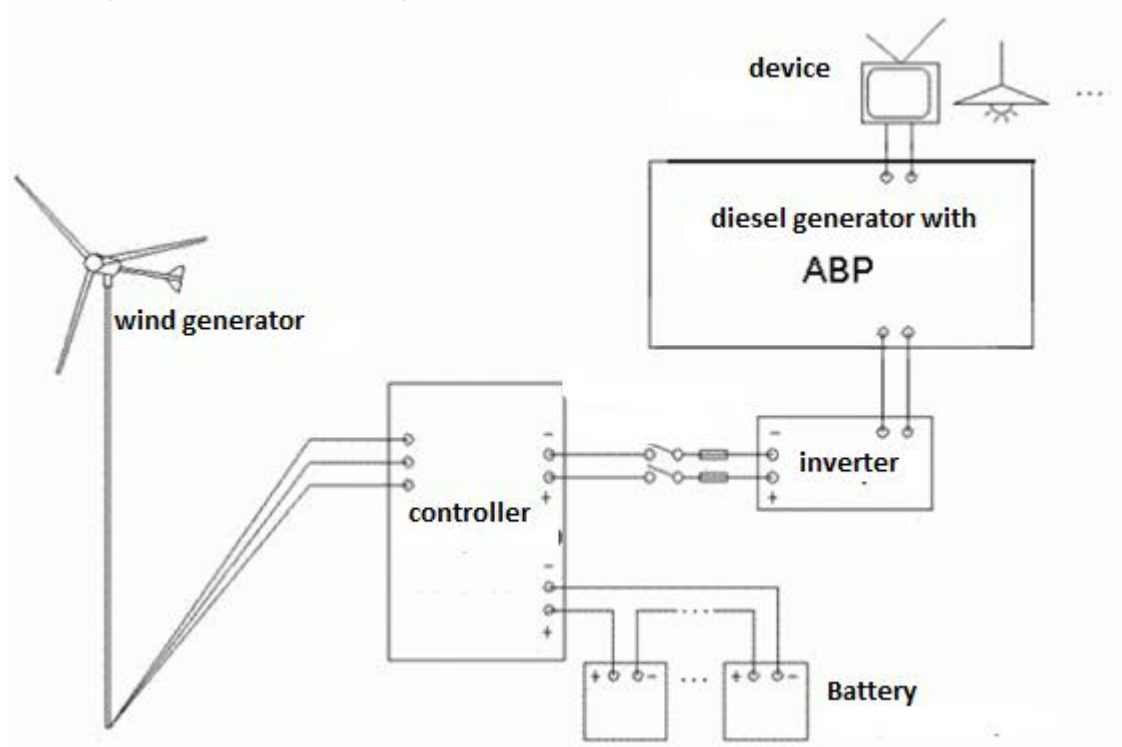 device
...
diesel generator with
ABP
wind generator
-
-
inverter
+
+
controller
-
+
+ - ... + -
Battery